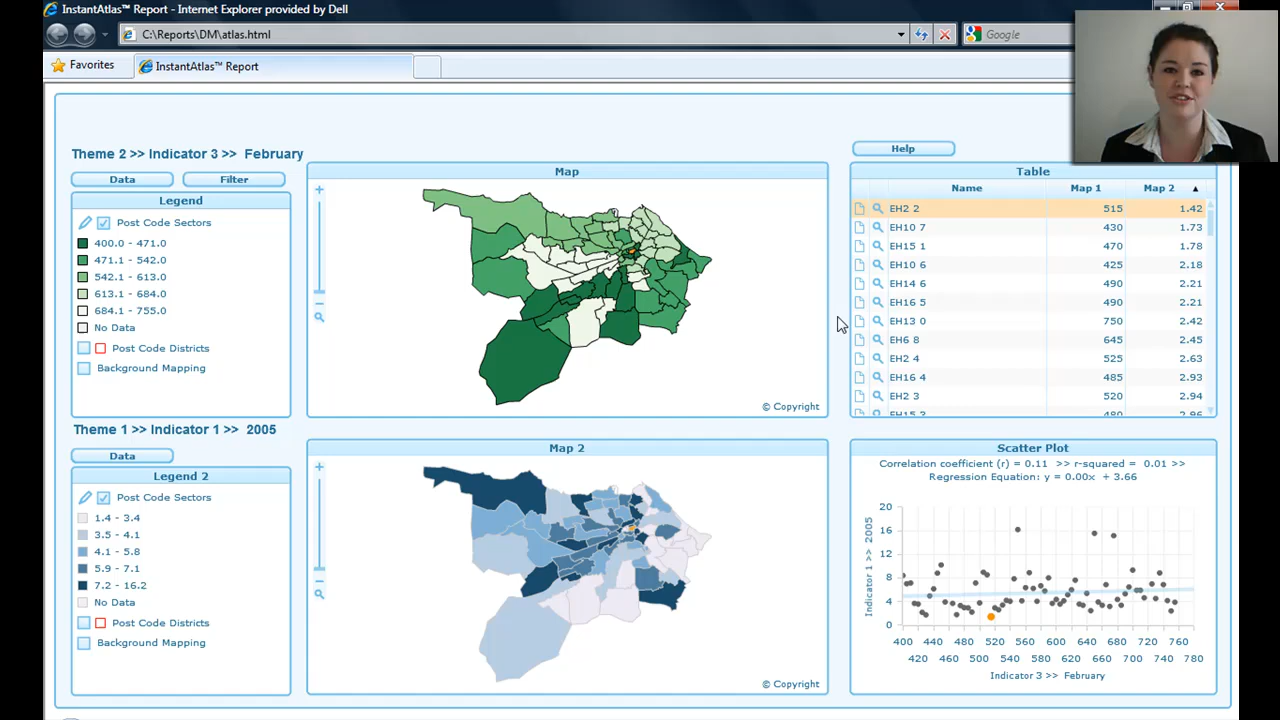 InstantAtlas™ Report - Internet Explorer provided by Dell
C:\Reports\DM\atlas.html
Google
Favorites
InstantAtlas™ Report
Theme 2 >> Indicator 3 >> February
Data
Filter
Legend
Post Code Sectors
400.0 - 471.0
471.1 - 542.0
542.1 - 613.0
613.1 - 684.0
684.1 - 755.0
No Data
Post Code Districts
Background Mapping
Map
© Copyright
Help
Table
Name Map 1 Map 2
EH2 2 515 1.42
EH10 7 430 1.73
EH15 1 470 1.78
EH10 6 425 2.18
EH14 6 490 2.21
EH16 5 490 2.21
EH13 0 750 2.42
EH6 8 645 2.45
EH2 4 525 2.63
EH16 4 485 2.93
EH2 3 520 2.94
Theme 1 >> Indicator 1 >> 2005
Data
Legend 2
Post Code Sectors
1.4 - 3.4
3.5 - 4.1
4.1 - 5.8
5.9 - 7.1
7.2 - 16.2
No Data
Post Code Districts
Background Mapping
Map 2
© Copyright
Scatter Plot
Correlation coefficient (r) = 0.11 >> r-squared = 0.01 >>
Regression Equation: y = 0.00x + 3.66
Indicator 1 >> 2005
20
16
12
8
4
0
400 440 480 520 560 600 640 680 720 760
420 460 500 540 580 620 660 700 740 780
Indicator 3 >> February